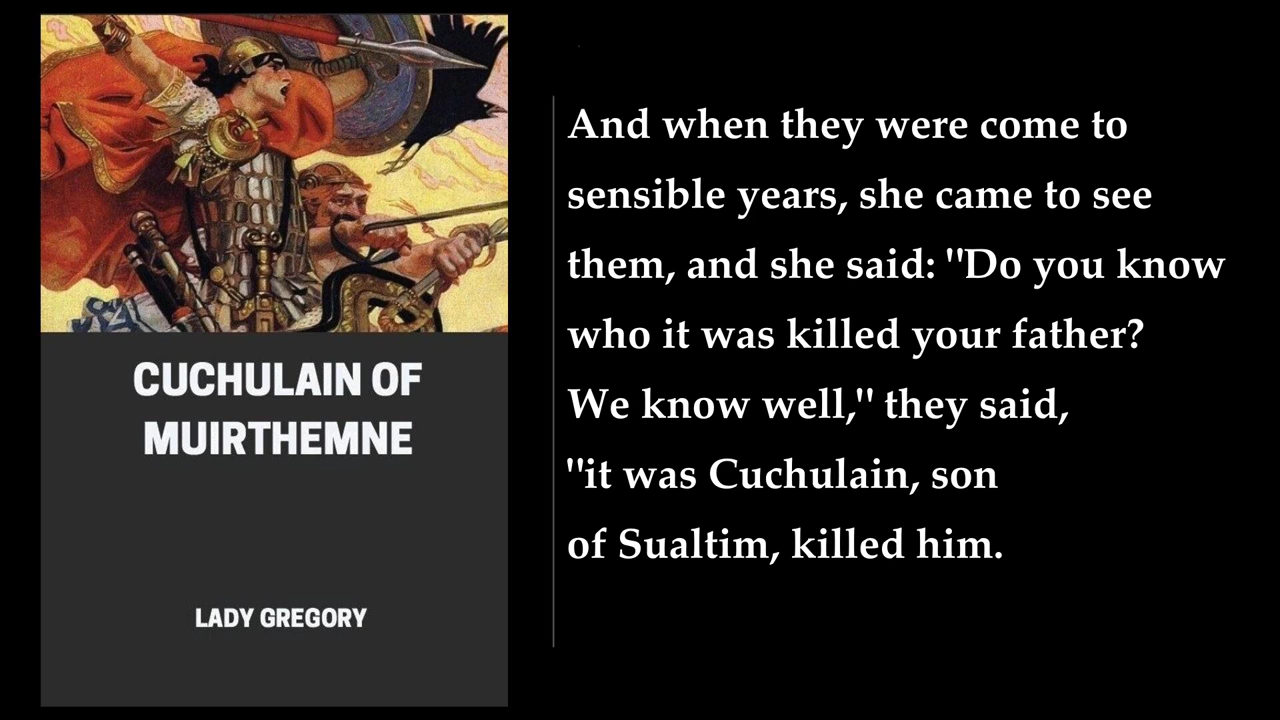 CUCHULAIN OF
MUIRTHEMNE
LADY GREGORY
And when they were come to
sensible years, she came to see
them, and she said: "Do you know
who it was killed your father?
We know well," they said,
"it was Cuchulain, son
of Sualtim, killed him.